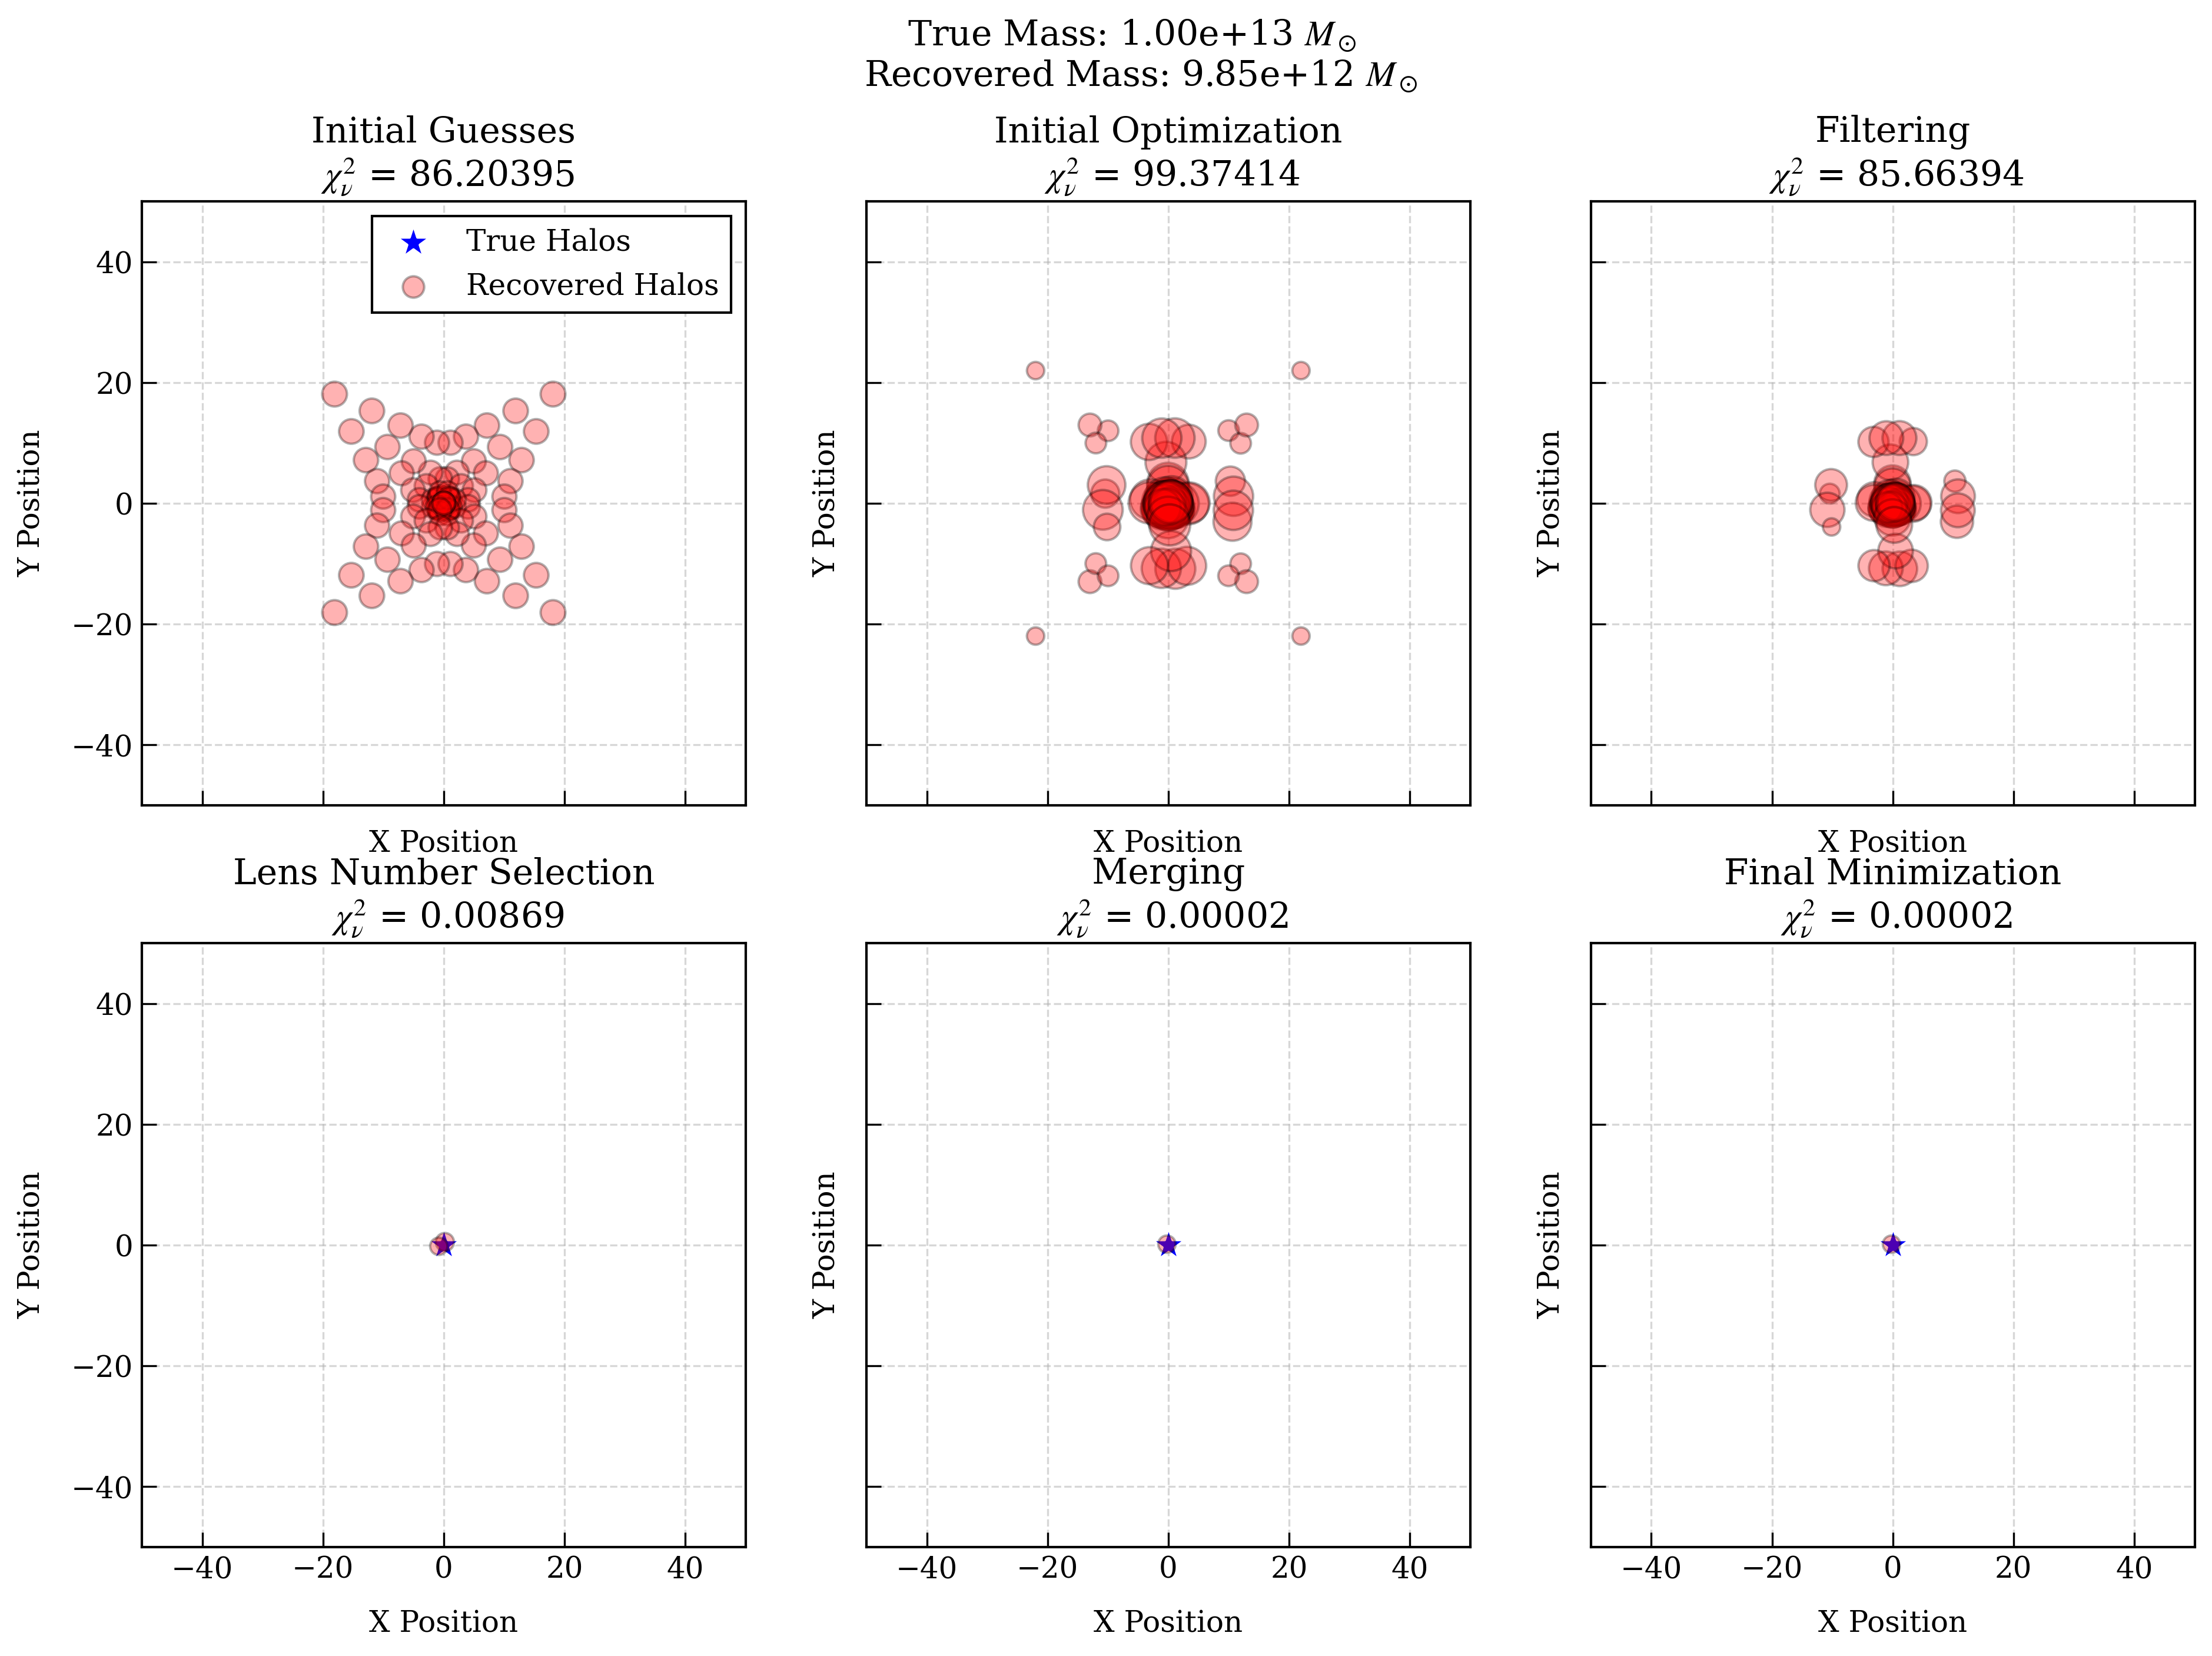 True Mass: 1.00e+13 M⊙
Recovered Mass: 9.85e+12 M⊙
Initial Guesses
χ²ν = 86.20395
Initial Optimization
χ²ν = 99.37414
Filtering
χ²ν = 85.66394
True Halos
Recovered Halos
40
20
0
−20
−40
Y Position
Y Position
Y Position
X Position
X Position
X Position
Lens Number Selection
χ²ν = 0.00869
Merging
χ²ν = 0.00002
Final Minimization
χ²ν = 0.00002
40
20
0
−20
−40
Y Position
Y Position
Y Position
−40 −20 0 20 40
−40 −20 0 20 40
−40 −20 0 20 40
X Position
X Position
X Position